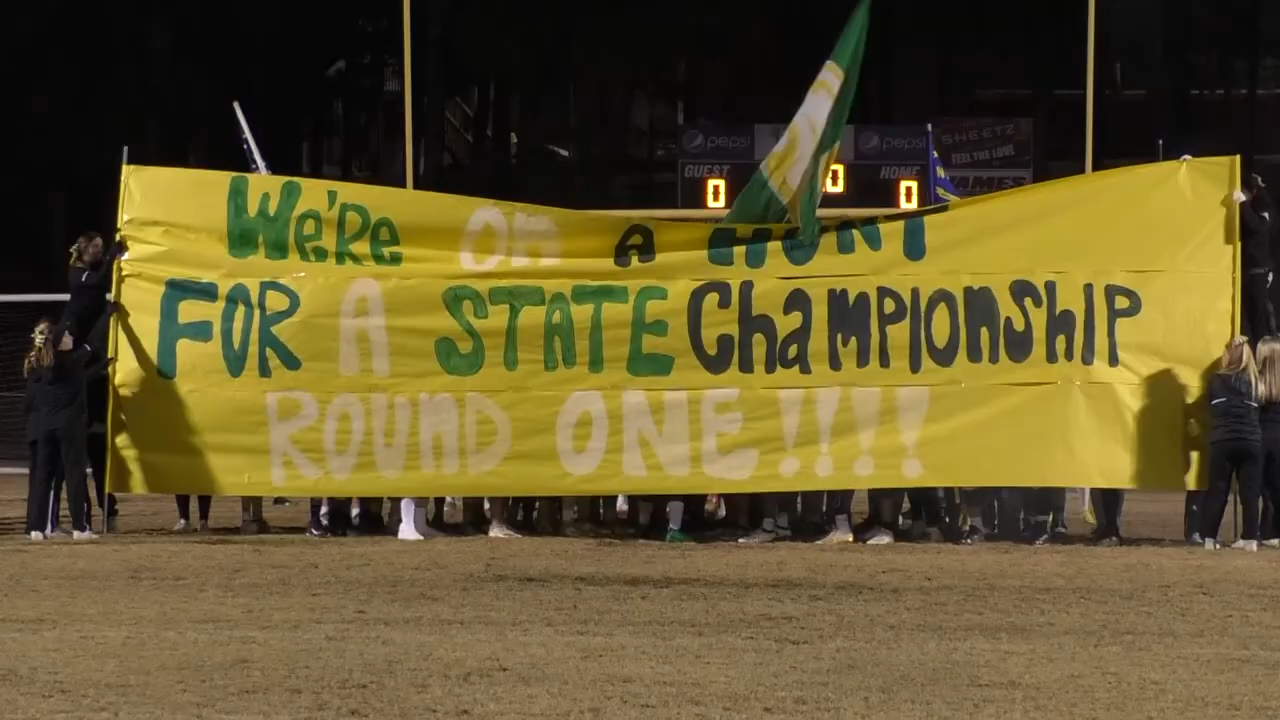 pepsi pepsi SHEETZ
FEEL THE LOVE
GUEST HOME
0 0 0
We're on a HUNT
FOR A STATE ChampIonshIP
ROUND ONE!!!!